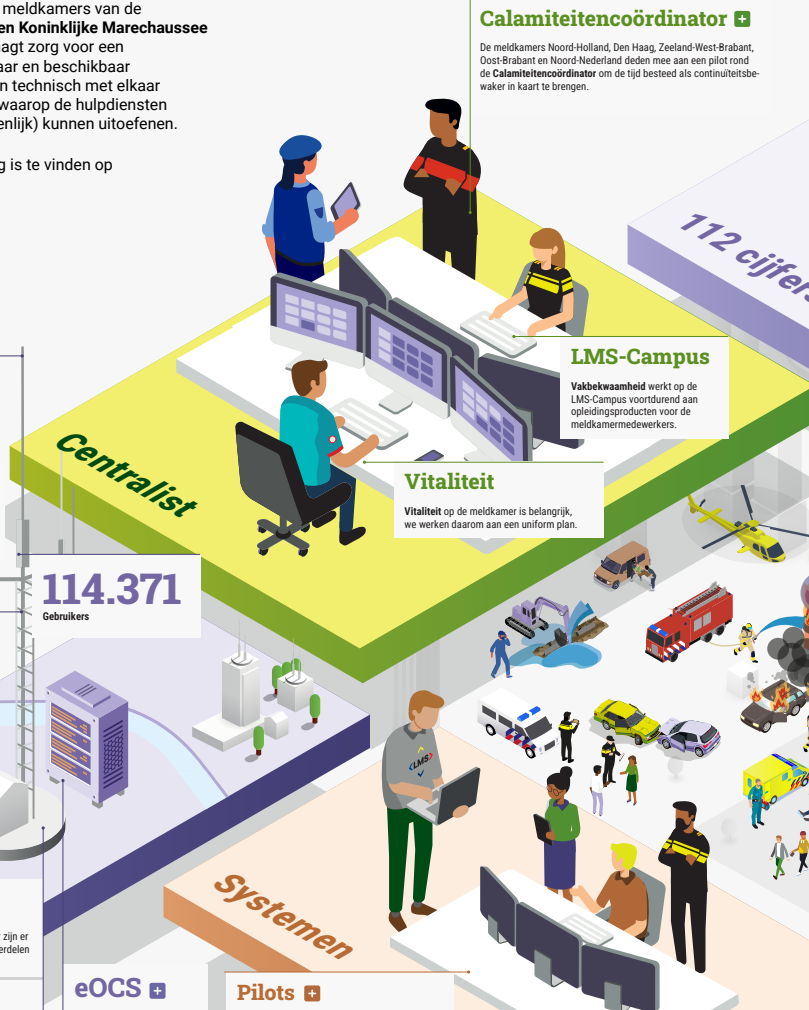 meldkamers van de
en Koninklijke Marechaussee
agt zorg voor een
aar en beschikbaar
n technisch met elkaar
waarop de hulpdiensten
enlijk) kunnen uitoefenen.
g is te vinden op
Calamiteitencoördinator +
De meldkamers Noord-Holland, Den Haag, Zeeland-West-Brabant,
Oost-Brabant en Noord-Nederland deden mee aan een pilot rond
de Calamiteitencoördinator om de tijd besteed als continuïteitsbe-
waker in kaart te brengen.
112 cijfers
LMS-Campus
Vakbekwaamheid werkt op de
LMS-Campus voortdurend aan
opleidingsproducten voor de
meldkamermedewerkers.
Centralist
Vitaliteit
Vitaliteit op de meldkamer is belangrijk,
we werken daarom aan een uniform plan.
114.371
Gebruikers
<LMS>
Systemen
zijn er
erdelen
eOCS +
Pilots +